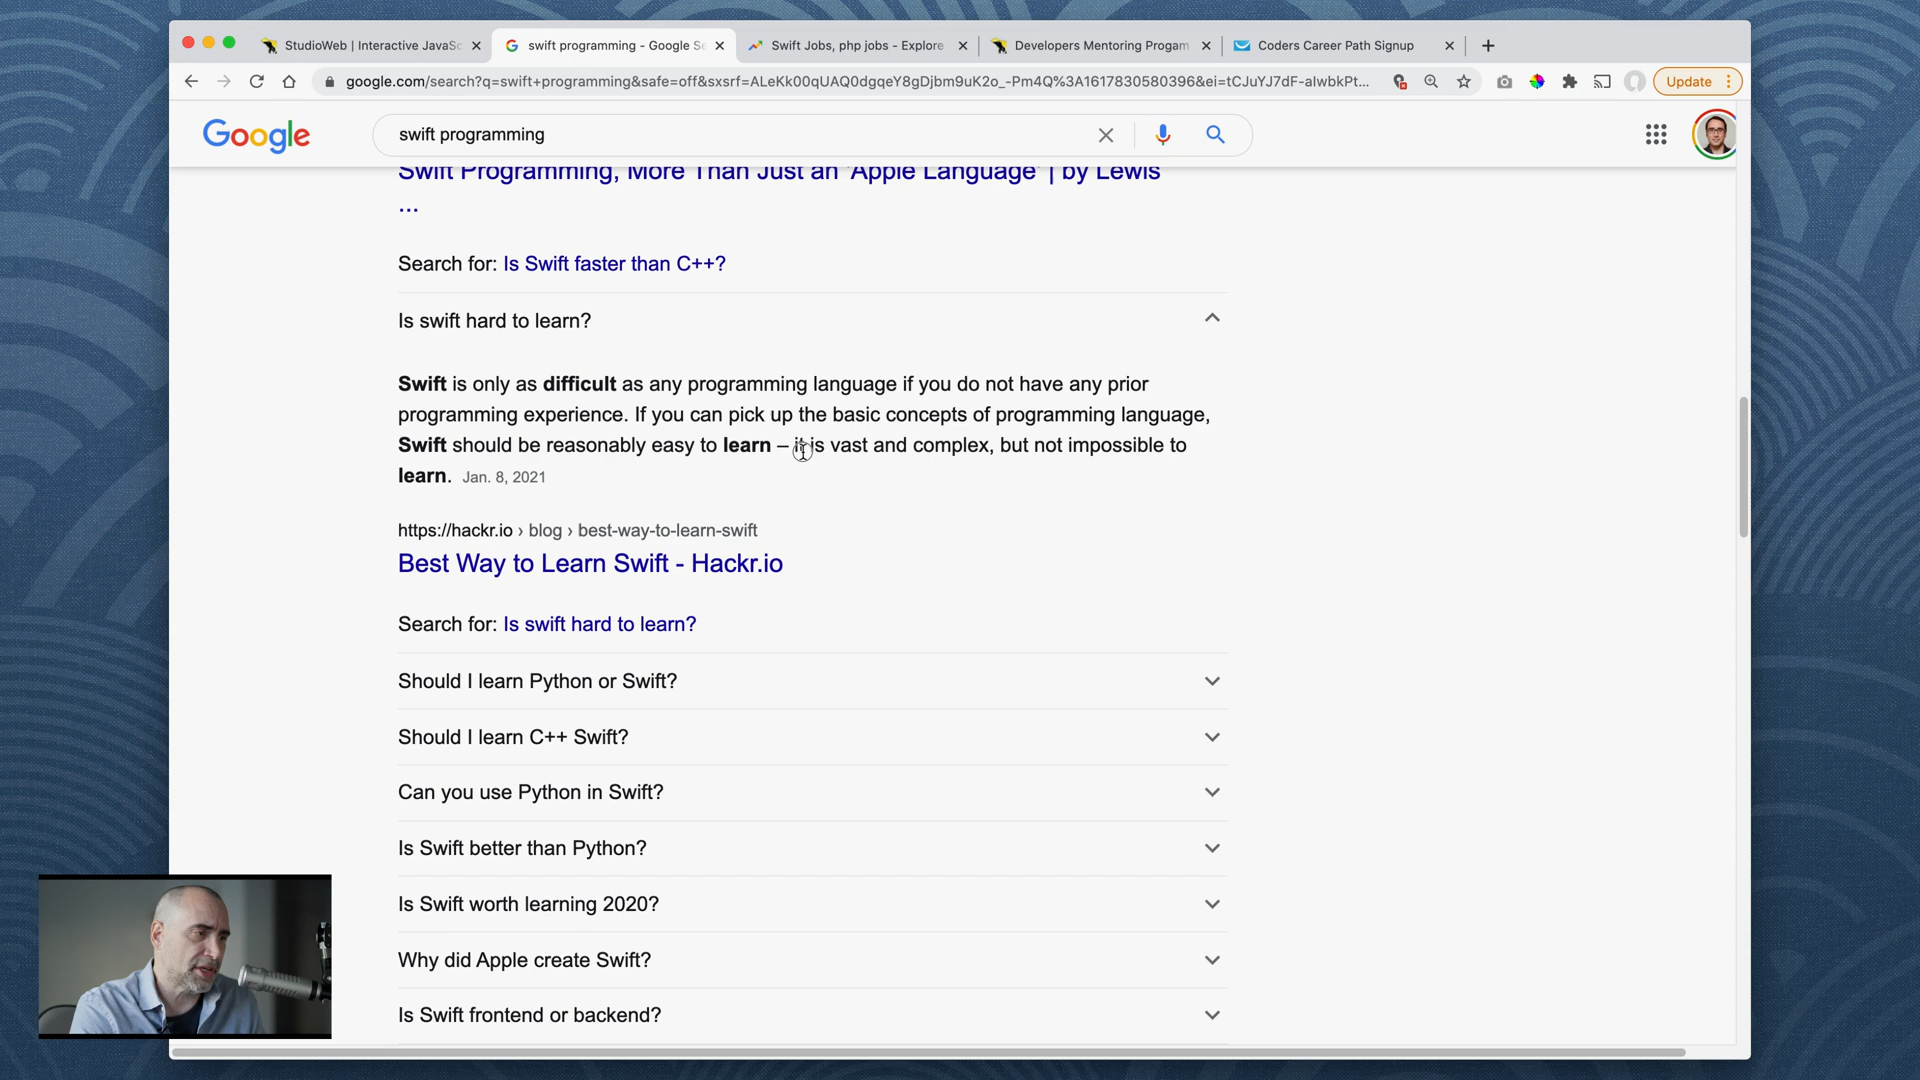 StudioWeb | Interactive JavaSc
swift programming - Google Se
Swift Jobs, php jobs - Explore
Developers Mentoring Progam
Coders Career Path Signup
google.com/search?q=swift+programming&safe=off&sxsrf=ALeKk00qUAQ0dgqeY8gDjbm9uK2o_-Pm4Q%3A1617830580396&ei=tCJuYJ7dF-aIwbkPt...
Update
Google
swift programming
Swift Programming, More Than Just an 'Apple Language' | by Lewis
...
Search for: Is Swift faster than C++?
Is swift hard to learn?
Swift is only as difficult as any programming language if you do not have any prior
programming experience. If you can pick up the basic concepts of programming language,
Swift should be reasonably easy to learn – it is vast and complex, but not impossible to
learn. Jan. 8, 2021
https://hackr.io › blog › best-way-to-learn-swift
Best Way to Learn Swift - Hackr.io
Search for: Is swift hard to learn?
Should I learn Python or Swift?
Should I learn C++ Swift?
Can you use Python in Swift?
Is Swift better than Python?
Is Swift worth learning 2020?
Why did Apple create Swift?
Is Swift frontend or backend?